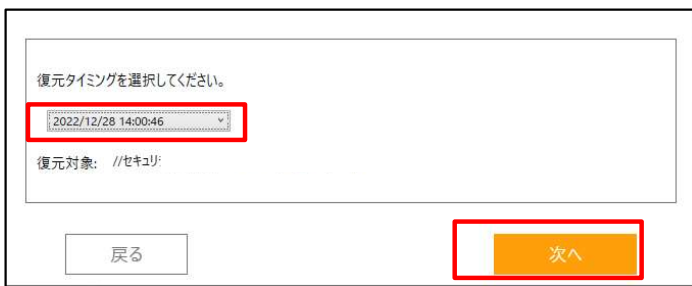 復元タイミングを選択してください。
2022/12/28 14:00:46
復元対象: //セキュリ
戻る
次へ